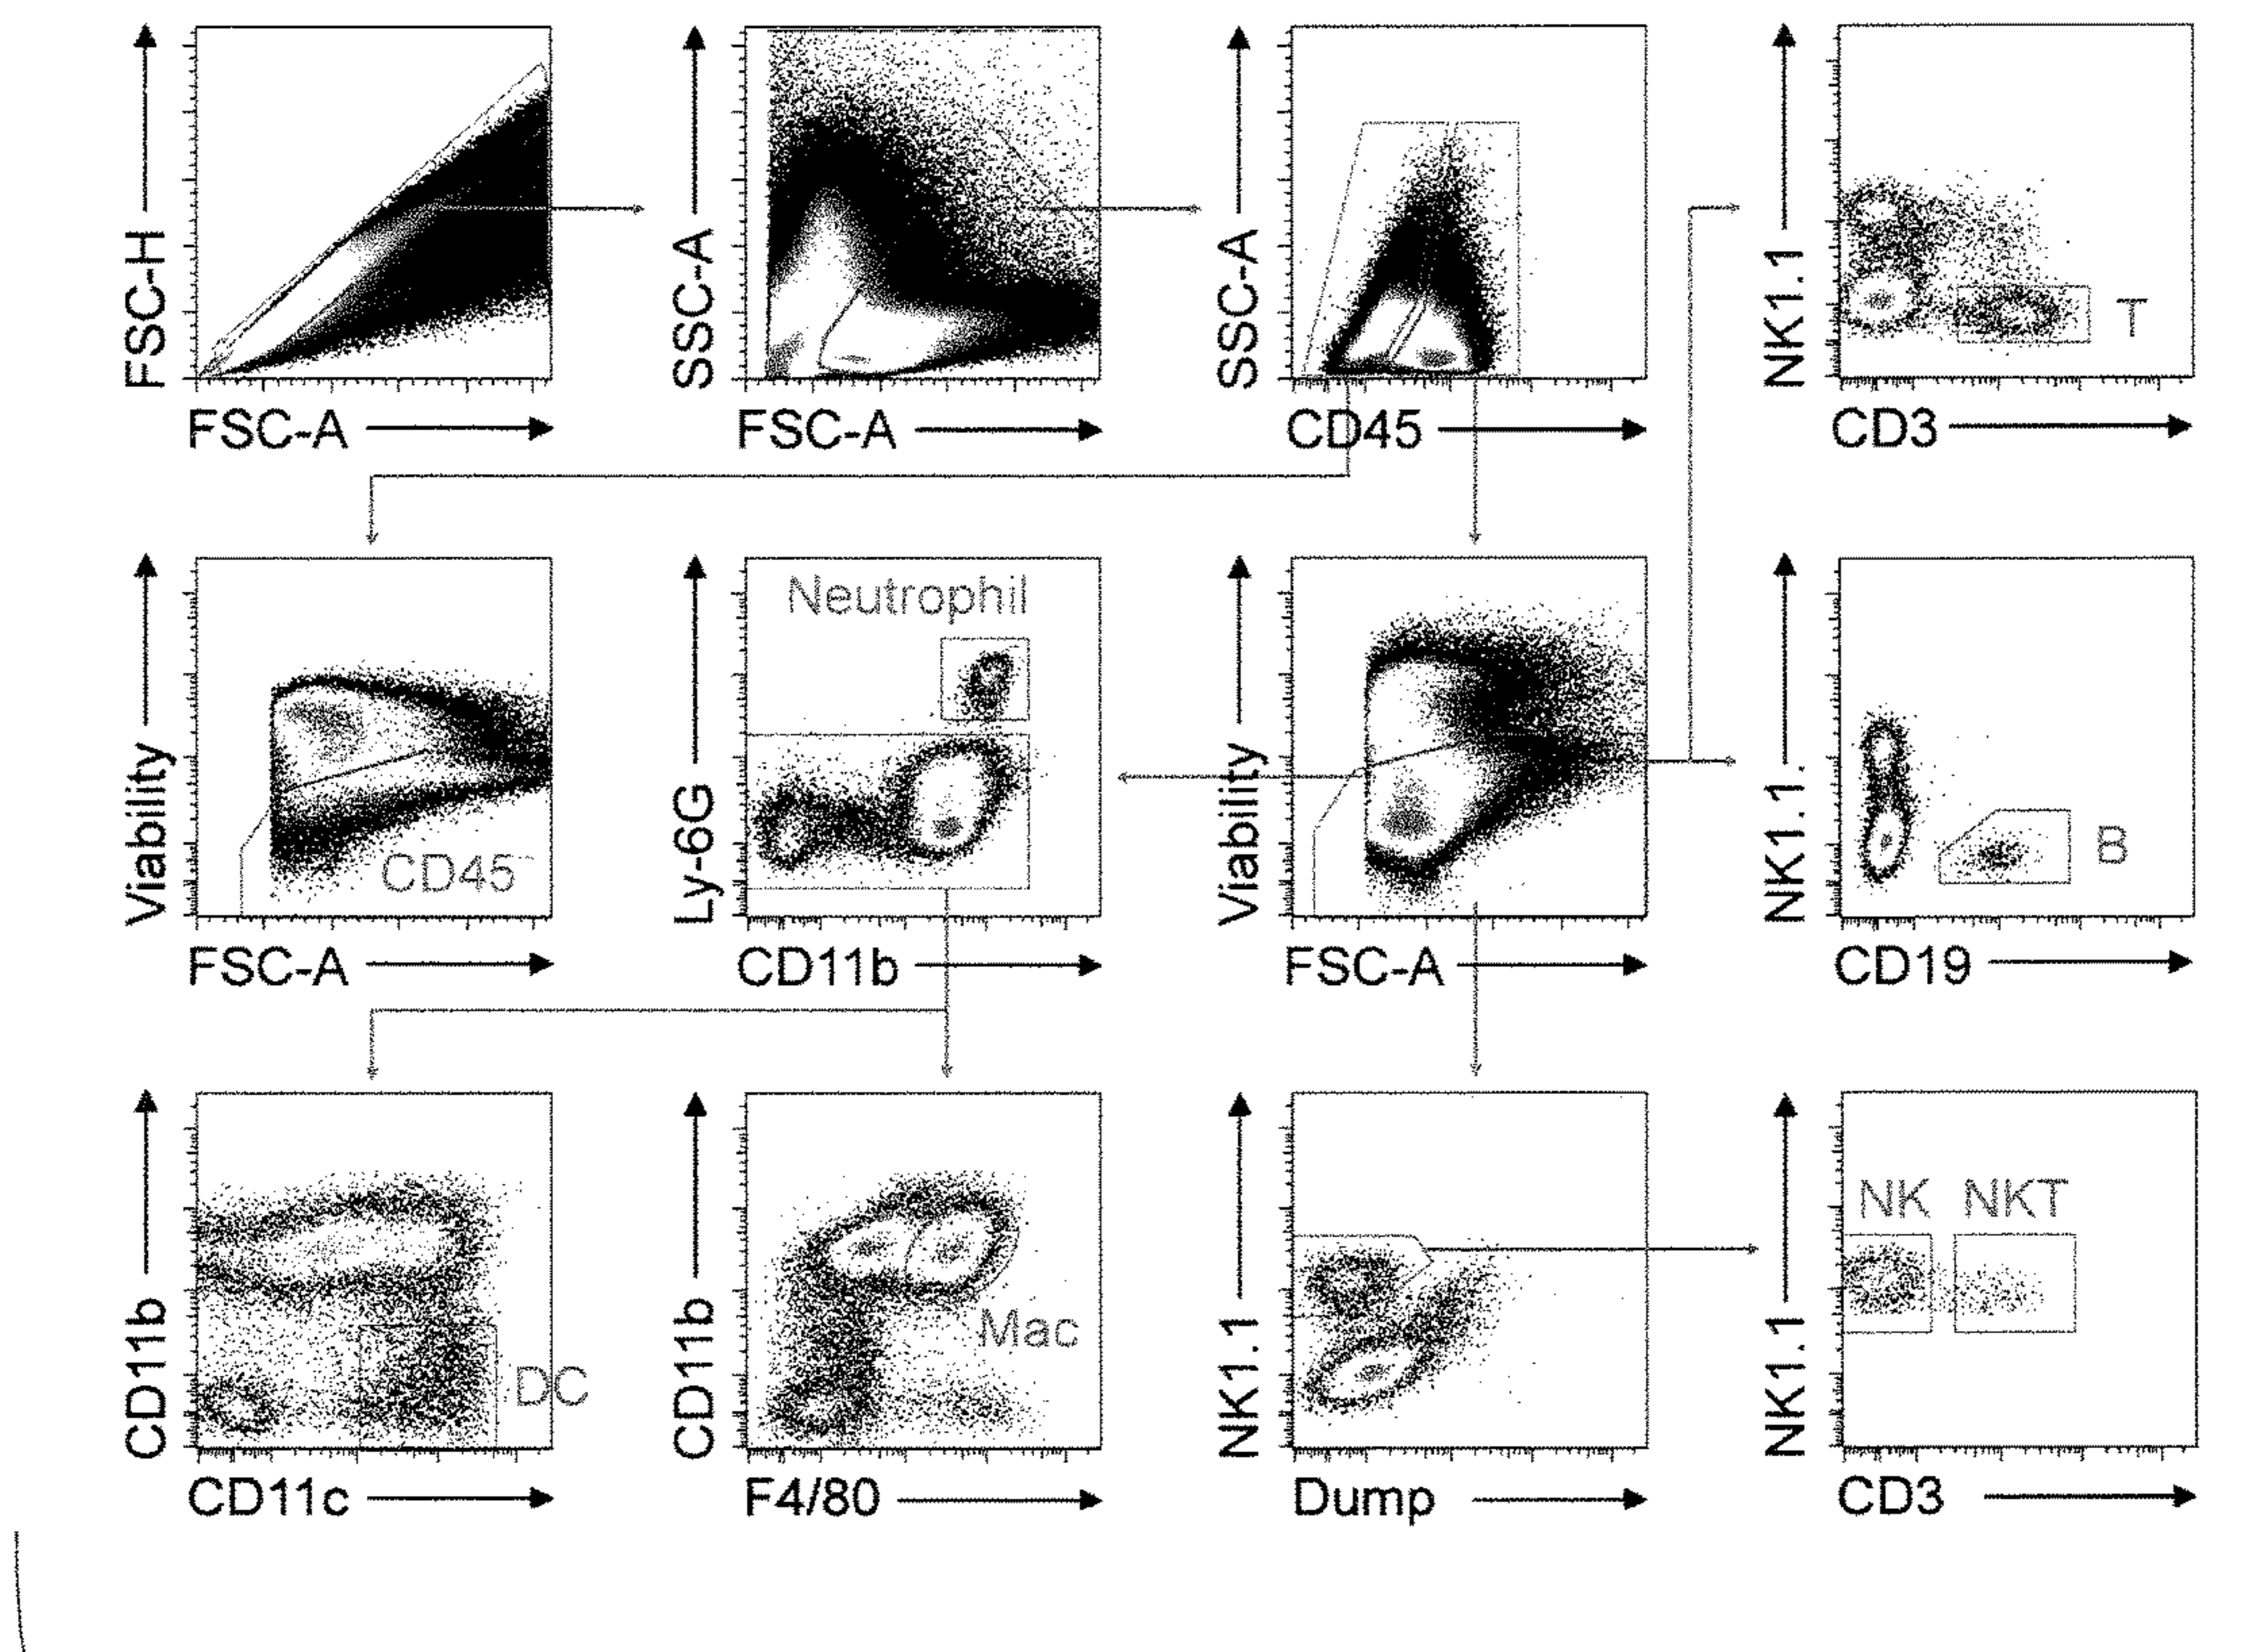 FSC-H
FSC-A
SSC-A
FSC-A
SSC-A
CD45
NK1.1
CD3
T
Viability
FSC-A
CD45⁻
Ly-6G
CD11b
Neutrophil
Viability
FSC-A
NK1.1.
CD19
B
CD11b
CD11c
DC
CD11b
F4/80
Mac
NK1.1
Dump
NK1.1
CD3
NK NKT